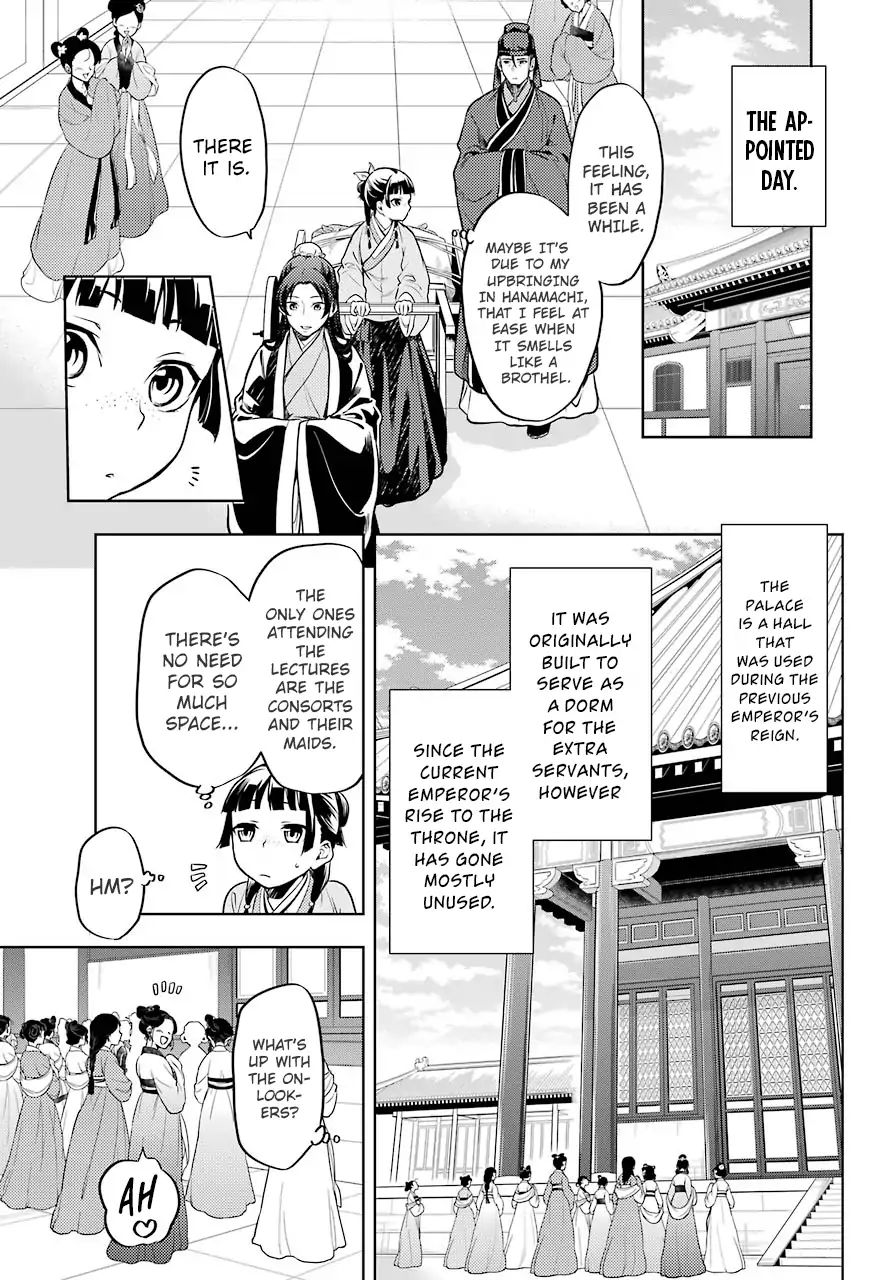 THE AP-
POINTED
DAY.
THIS
FEELING,
IT HAS
BEEN A
WHILE.
MAYBE IT'S
DUE TO MY
UPBRINGING
IN HANAMACHI,
THAT I FEEL AT
EASE WHEN
IT SMELLS
LIKE A
BROTHEL.
THERE
IT IS.
THE
PALACE
IS A HALL
THAT
WAS USED
DURING THE
PREVIOUS
EMPEROR'S
REIGN.
IT WAS
ORIGINALLY
BUILT TO
SERVE AS
A DORM
FOR THE
EXTRA
SERVANTS,
HOWEVER
SINCE THE
CURRENT
EMPEROR'S
RISE TO THE
THRONE, IT
HAS GONE
MOSTLY
UNUSED.
THE
ONLY ONES
ATTENDING
THE
LECTURES
ARE THE
CONSORTS
AND THEIR
MAIDS.
THERE'S
NO NEED
FOR SO
MUCH
SPACE...
HM?
WHAT'S
UP WITH
THE ON-
LOOK-
ERS?
AH
♡